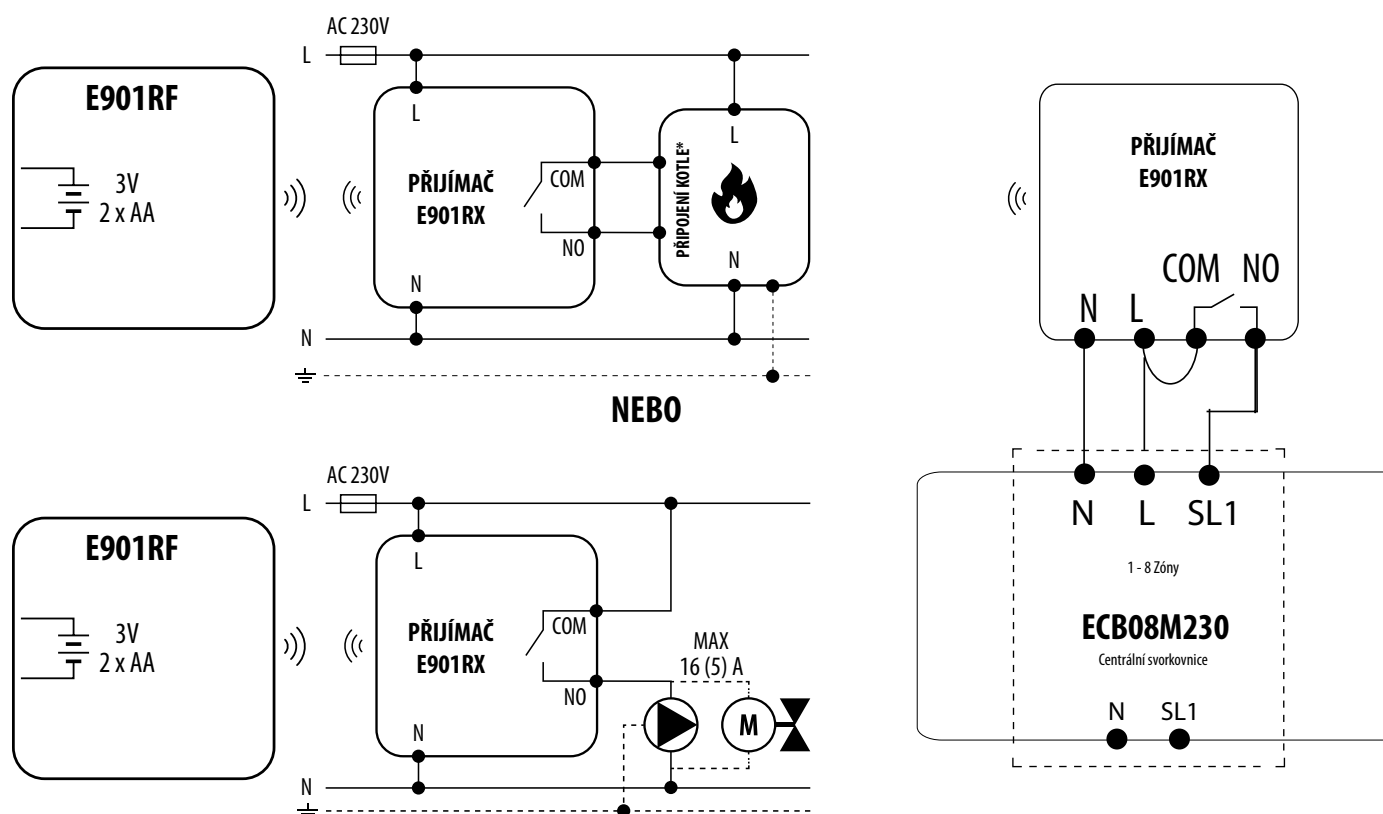 AC 230V
L
E901RF
3V
2 x AA
L
PŘIJÍMAČ
E901RX
COM
NO
N
L
PŘIPOJENÍ KOTLE*
N
N
NEBO
AC 230V
L
E901RF
3V
2 x AA
L
PŘIJÍMAČ
E901RX
COM
NO
N
MAX
16 (5) A
M
N
PŘIJÍMAČ
E901RX
COM NO
N L
N L SL1
1 - 8 Zóny
ECB08M230
Centrální svorkovnice
N SL1